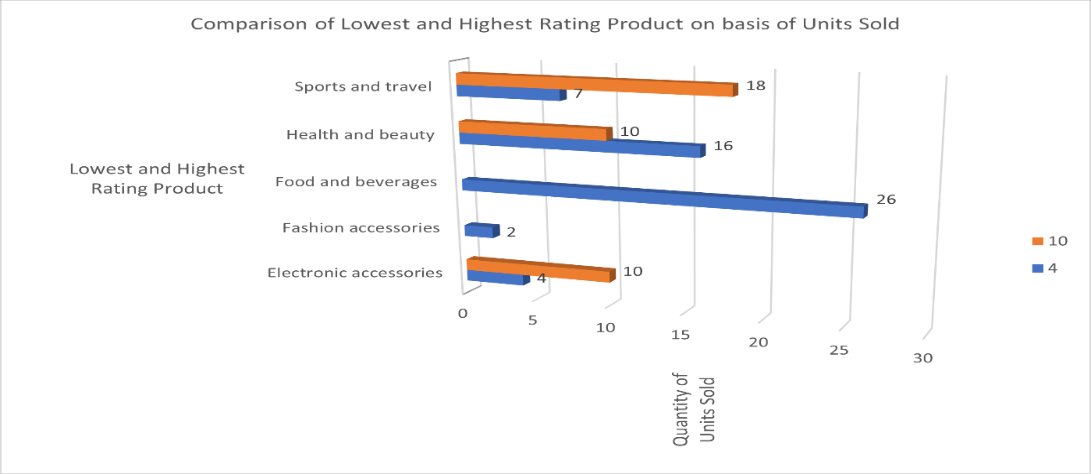 Comparison of Lowest and Highest Rating Product on basis of Units Sold
Sports and travel
18
7
Health and beauty
10
16
Lowest and Highest
Rating Product
Food and beverages
26
Fashion accessories
2
Electronic accessories
10
4
10
4
0
5
10
15
20
25
30
Quantity of
Units Sold